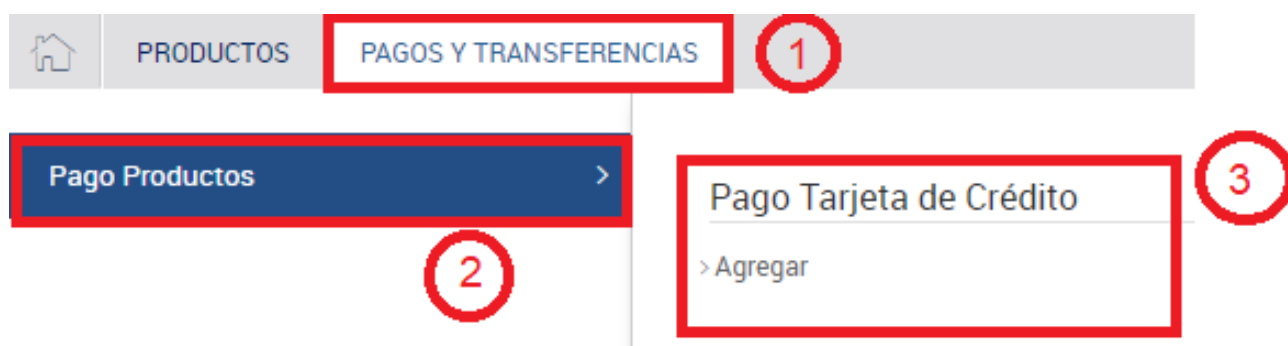 PRODUCTOS PAGOS Y TRANSFERENCIAS 1
Pago Productos >
2
Pago Tarjeta de Crédito 3
> Agregar